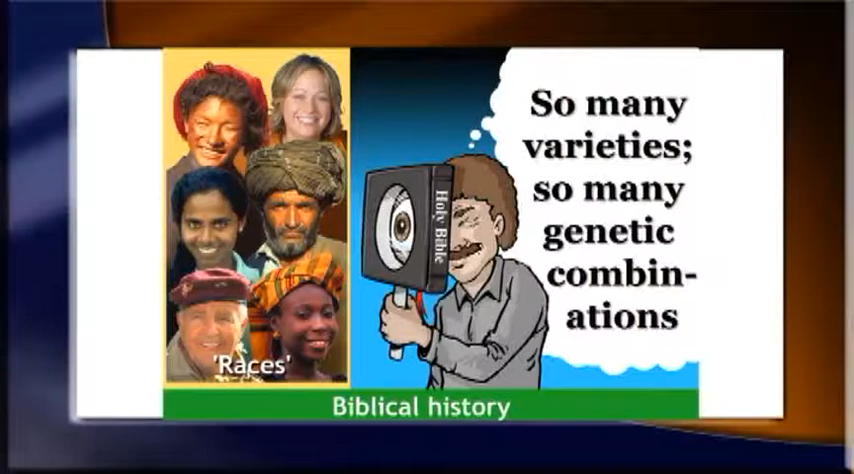 So many
varieties;
so many
genetic
combin-
ations
Holy Bible
'Races'
Biblical history